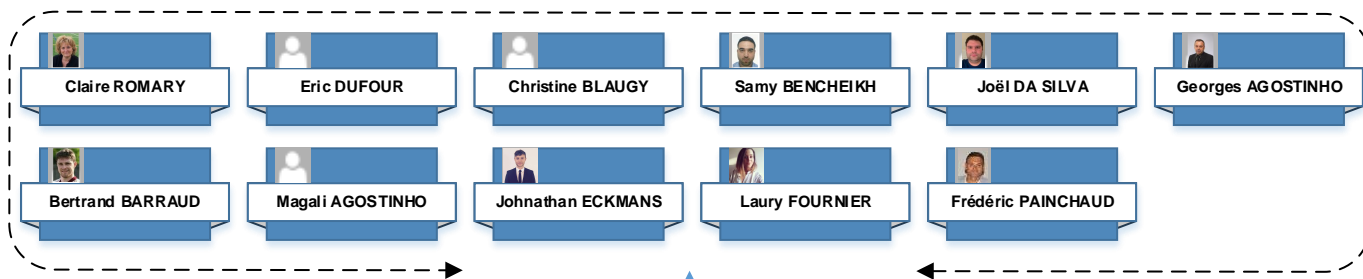 Claire ROMARY
Eric DUFOUR
Christine BLAUGY
Samy BENCHEIKH
Joël DA SILVA
Georges AGOSTINHO
Bertrand BARRAUD
Magali AGOSTINHO
Johnathan ECKMANS
Laury FOURNIER
Frédéric PAINCHAUD